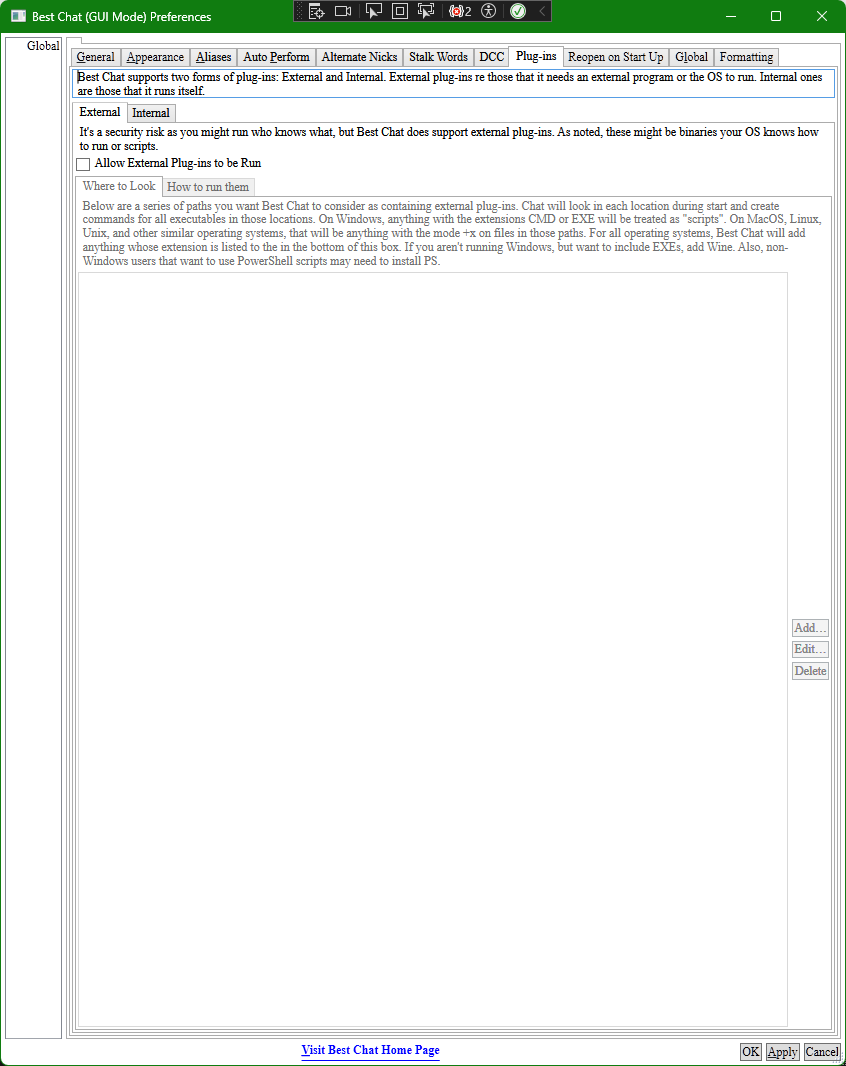 Best Chat (GUI Mode) Preferences
2
Global
General Appearance Aliases Auto Perform Alternate Nicks Stalk Words DCC Plug-ins Reopen on Start Up Global Formatting
Best Chat supports two forms of plug-ins: External and Internal. External plug-ins re those that it needs an external program or the OS to run. Internal ones
are those that it runs itself.
External Internal
It's a security risk as you might run who knows what, but Best Chat does support external plug-ins. As noted, these might be binaries your OS knows how
to run or scripts.
Allow External Plug-ins to be Run
Where to Look How to run them
Below are a series of paths you want Best Chat to consider as containing external plug-ins. Chat will look in each location during start and create
commands for all executables in those locations. On Windows, anything with the extensions CMD or EXE will be treated as "scripts". On MacOS, Linux,
Unix, and other similar operating systems, that will be anything with the mode +x on files in those paths. For all operating systems, Best Chat will add
anything whose extension is listed to the in the bottom of this box. If you aren't running Windows, but want to include EXEs, add Wine. Also, non-
Windows users that want to use PowerShell scripts may need to install PS.
Add...
Edit...
Delete
Visit Best Chat Home Page
OK Apply Cancel